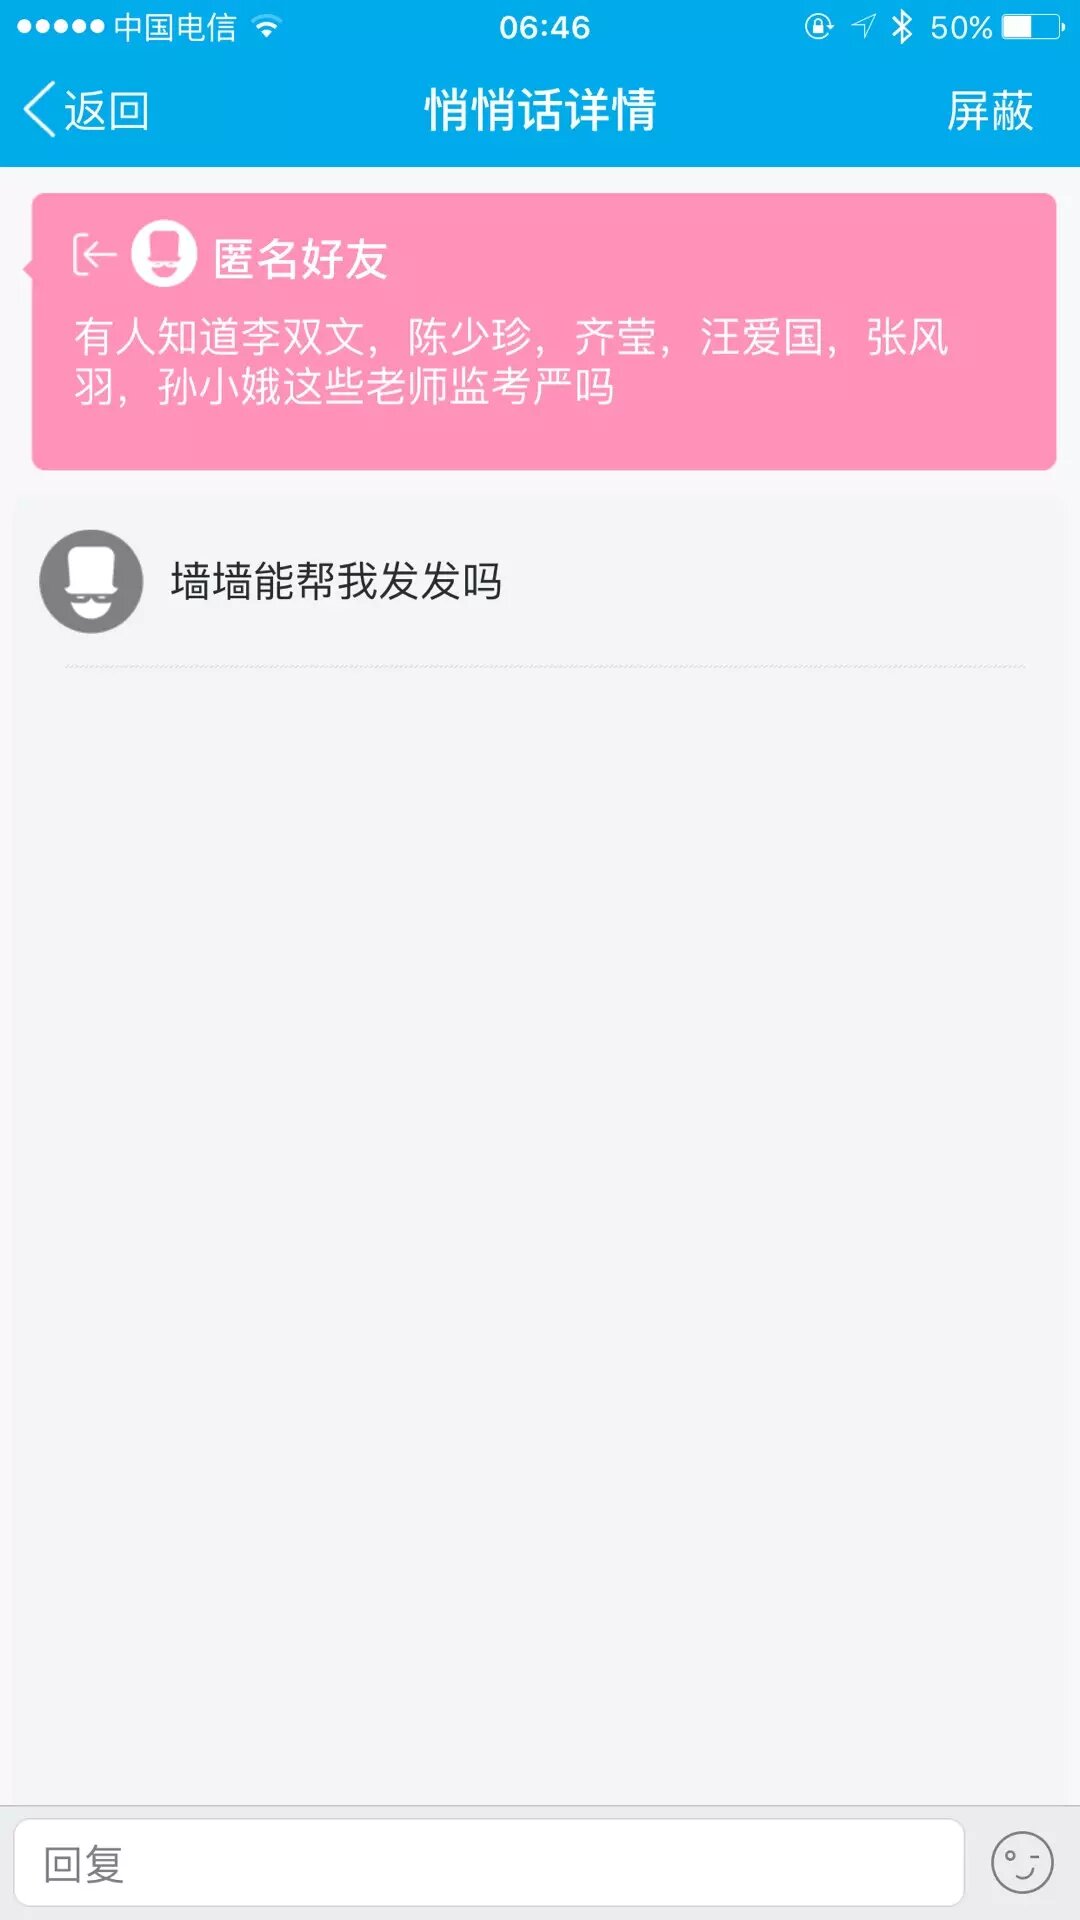 中国电信 06:46 50%
返回 悄悄话详情 屏蔽
匿名好友
有人知道李双文，陈少珍，齐莹，汪爱国，张风
羽，孙小娥这些老师监考严吗
墙墙能帮我发发吗
回复